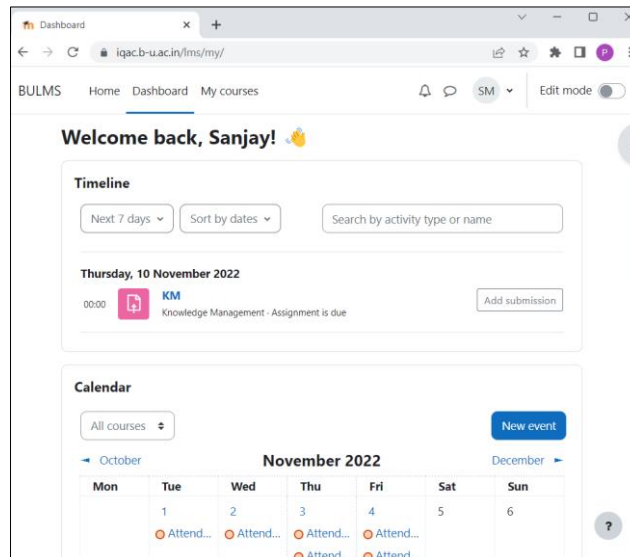 Dashboard
iqac.b-u.ac.in/lms/my/
P
BULMS Home Dashboard My courses SM Edit mode
Welcome back, Sanjay!
Timeline
Next 7 days Sort by dates Search by activity type or name
Thursday, 10 November 2022
00:00 KM Add submission
Knowledge Management · Assignment is due
Calendar
All courses New event
October November 2022 December
Mon Tue Wed Thu Fri Sat Sun
1 2 3 4 5 6
Attend... Attend... Attend... Attend...
Attend... Attend...
?